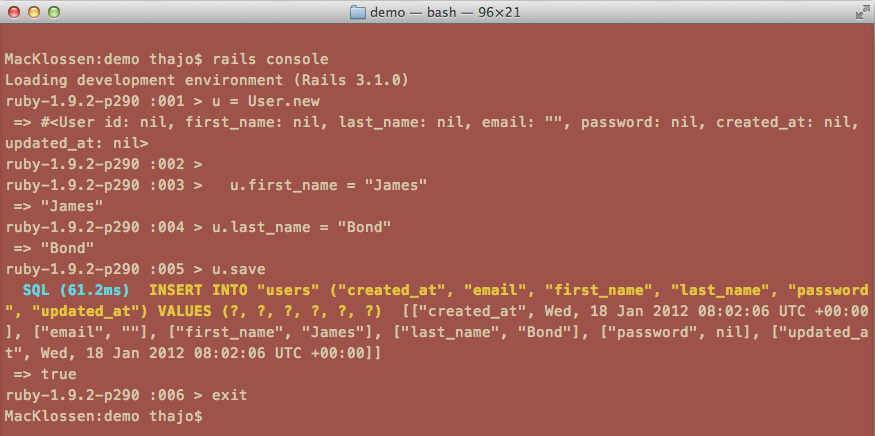 demo — bash — 96×21
MacKlossen:demo thajo$ rails console
Loading development environment (Rails 3.1.0)
ruby-1.9.2-p290 :001 > u = User.new
 => #<User id: nil, first_name: nil, last_name: nil, email: "", password: nil, created_at: nil,
updated_at: nil>
ruby-1.9.2-p290 :002 >
ruby-1.9.2-p290 :003 >   u.first_name = "James"
 => "James"
ruby-1.9.2-p290 :004 > u.last_name = "Bond"
 => "Bond"
ruby-1.9.2-p290 :005 > u.save
  SQL (61.2ms)  INSERT INTO "users" ("created_at", "email", "first_name", "last_name", "password
", "updated_at") VALUES (?, ?, ?, ?, ?, ?)  [["created_at", Wed, 18 Jan 2012 08:02:06 UTC +00:00
], ["email", ""], ["first_name", "James"], ["last_name", "Bond"], ["password", nil], ["updated_a
t", Wed, 18 Jan 2012 08:02:06 UTC +00:00]]
 => true
ruby-1.9.2-p290 :006 > exit
MacKlossen:demo thajo$